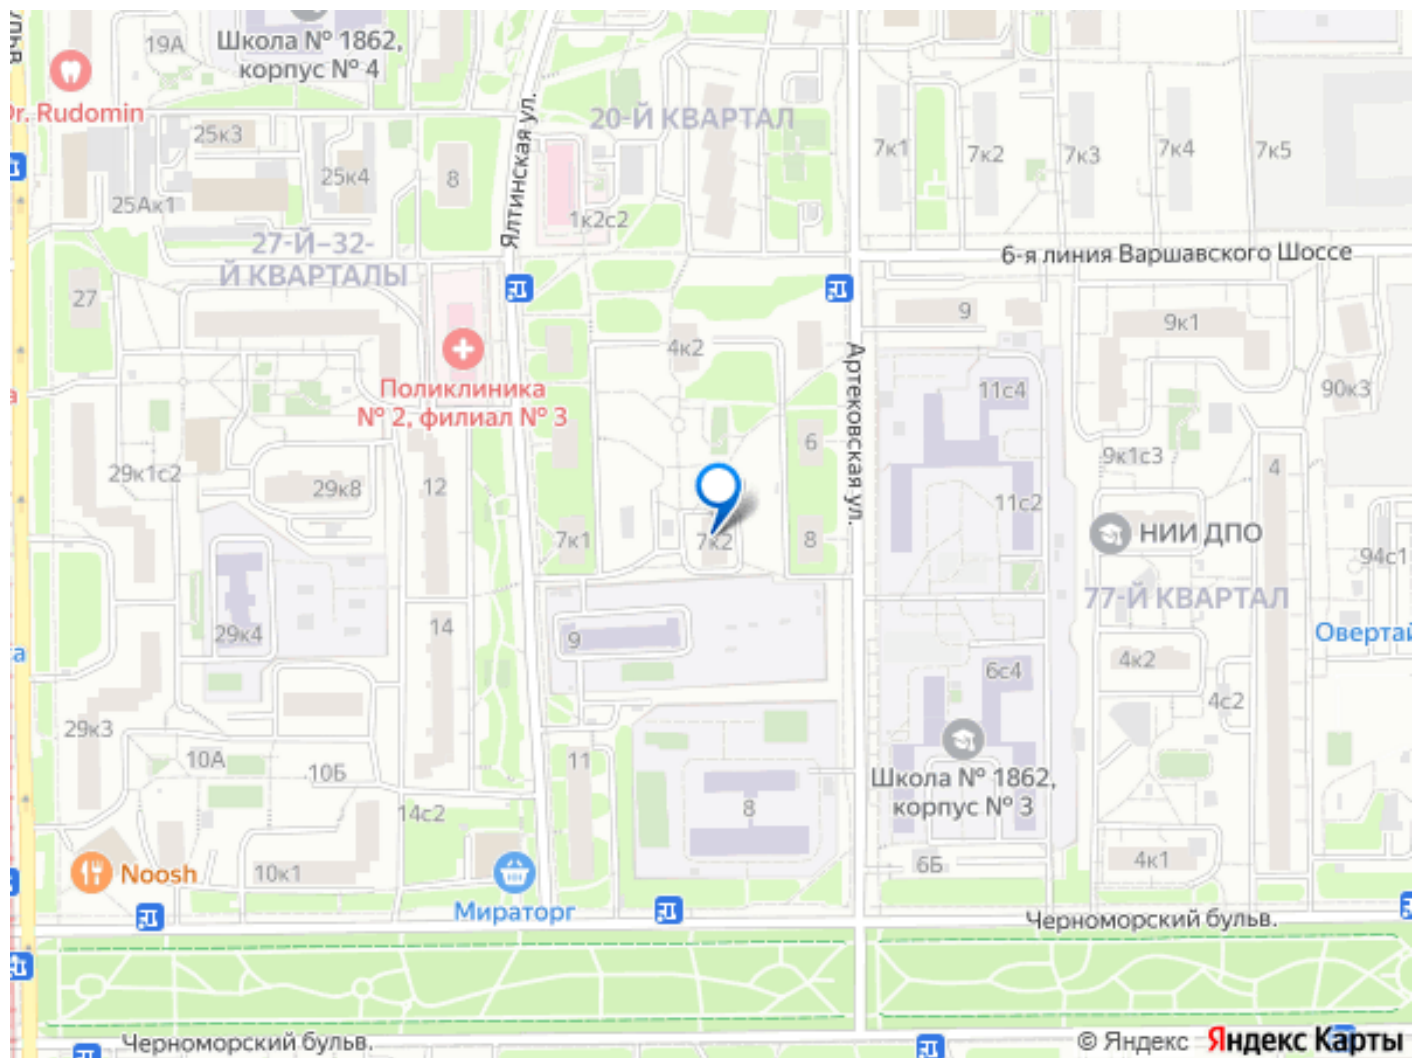 19А
Школа № 1862,
корпус № 4
Dr. Rudomin
25к3
25к4
8
25Ак1
Ялтинская ул.
20-Й КВАРТАЛ
1к2с2
7к1
7к2
7к3
7к4
7к5
27-Й–32-
Й КВАРТАЛЫ
6-я линия Варшавского Шоссе
27
9
9к1
4к2
Поликлиника
№ 2, филиал № 3
Артековская ул.
11с4
90к3
6
29к1с2
29к8
12
9к1с3
4
11с2
7к1
7к2
8
НИИ ДПО
94с1
77-Й КВАРТАЛ
29к4
14
9
Овертай
4к2
6с4
4с2
29к3
10А
10Б
11
14с2
8
Школа № 1862,
корпус № 3
Noosh
10к1
6Б
4к1
Мираторг
Черноморский бульв.
Черноморский бульв.
© Яндекс Яндекс Карты